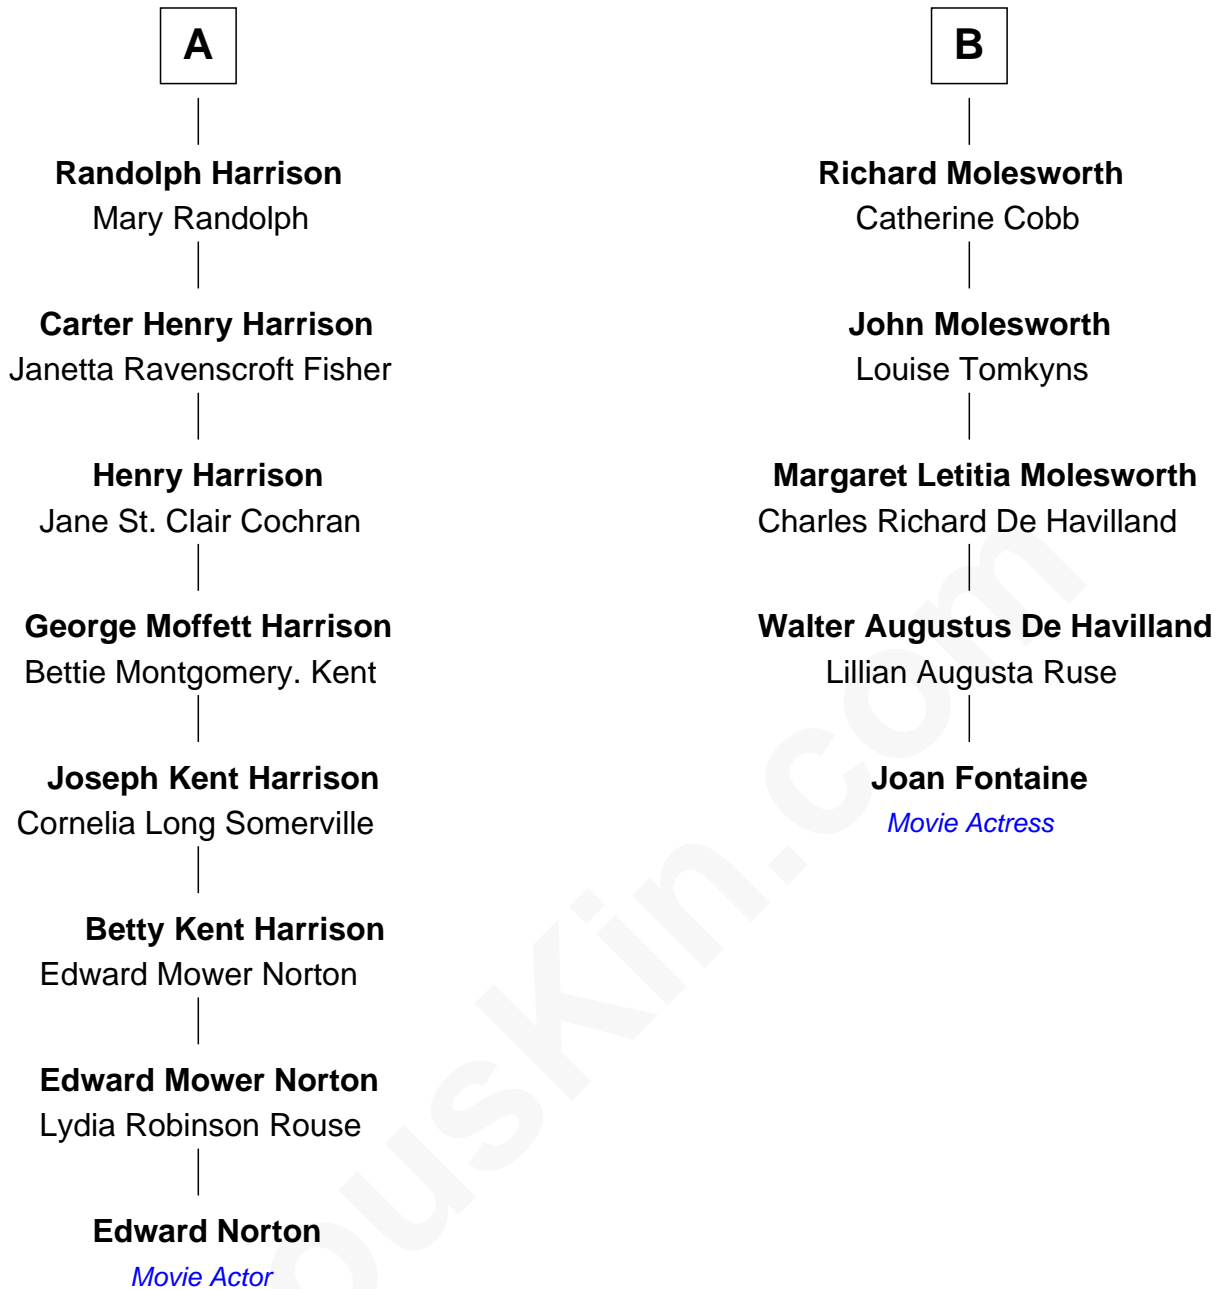 A
Randolph Harrison
Mary Randolph
Carter Henry Harrison
Janetta Ravenscroft Fisher
Henry Harrison
Jane St. Clair Cochran
George Moffett Harrison
Bettie Montgomery. Kent
Joseph Kent Harrison
Cornelia Long Somerville
Betty Kent Harrison
Edward Mower Norton
Edward Mower Norton
Lydia Robinson Rouse
Edward Norton
Movie Actor
B
Richard Molesworth
Catherine Cobb
John Molesworth
Louise Tomkyns
Margaret Letitia Molesworth
Charles Richard De Havilland
Walter Augustus De Havilland
Lillian Augusta Ruse
Joan Fontaine
Movie Actress
ousKin.com